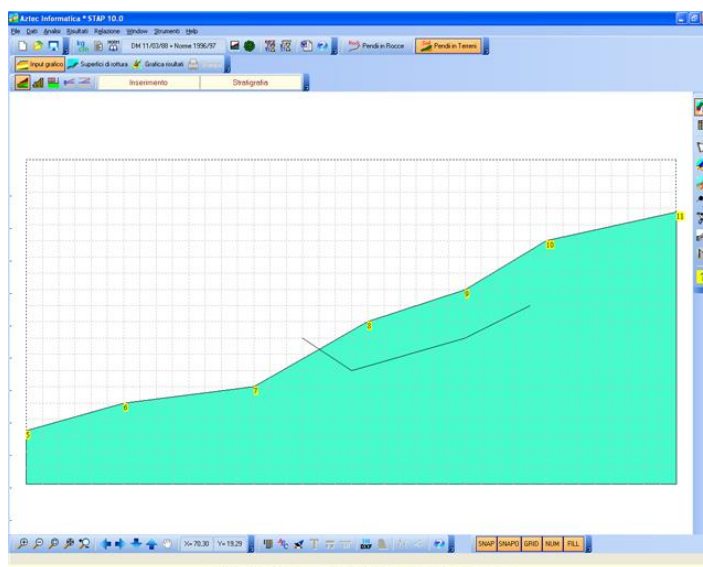 Aztec Informatica * STAP 10.0
File Dati Analisi Risultati Relazione Window Strumenti Help
DM 11/03/88 + Norme 1996/97 Pendii in Rocce Pendii in Terreni
Input grafico Superfici di rottura Grafica risultati
Inserimento Stratigrafia
11
10
9
8
7
6
5
X= 70.30 Y= 19.29 SNAP SNAPO GRID NUM FILL